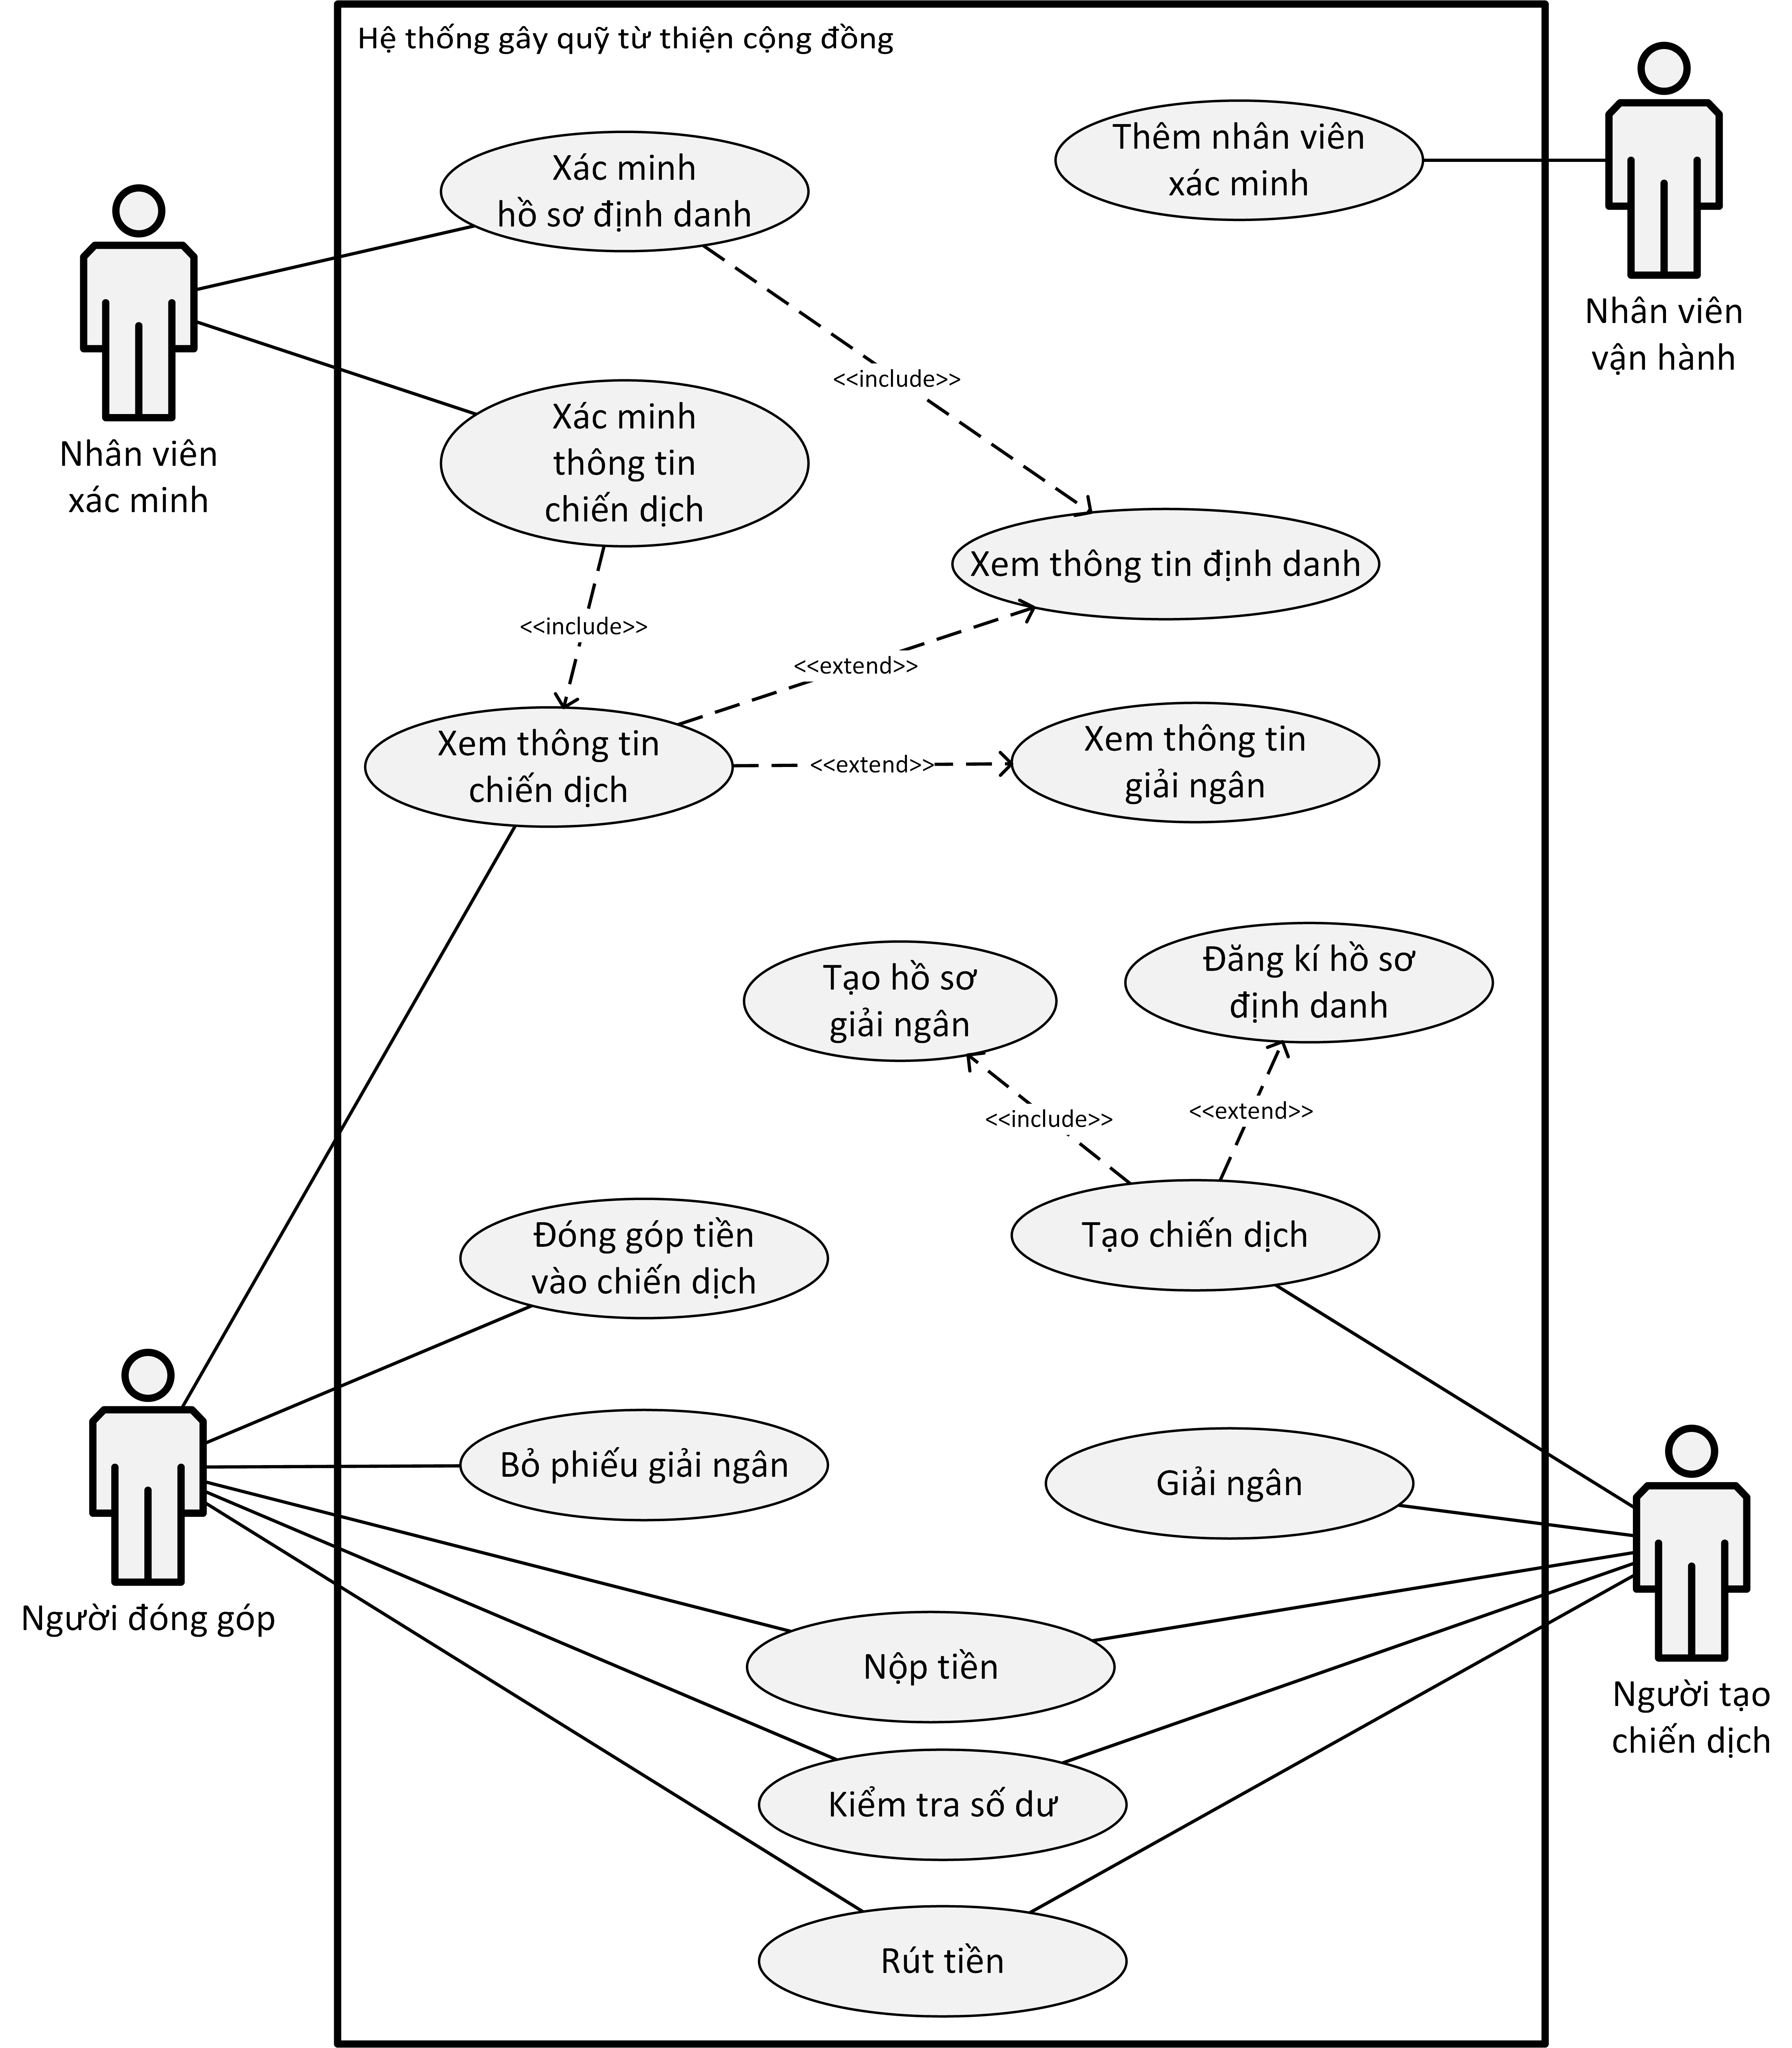 Hệ thống gây quỹ từ thiện cộng đồng
Thêm nhân viên
xác minh
Xác minh
hồ sơ định danh
Nhân viên
vận hành
<<include>>
Xác minh
thông tin
chiến dịch
Nhân viên
xác minh
Xem thông tin định danh
<<include>>
<<extend>>
Xem thông tin
chiến dịch
<<extend>>
Xem thông tin
giải ngân
Tạo hồ sơ
giải ngân
Đăng kí hồ sơ
định danh
<<include>>
<<extend>>
Đóng góp tiền
vào chiến dịch
Tạo chiến dịch
Bỏ phiếu giải ngân
Giải ngân
Người đóng góp
Nộp tiền
Người tạo
chiến dịch
Kiểm tra số dư
Rút tiền